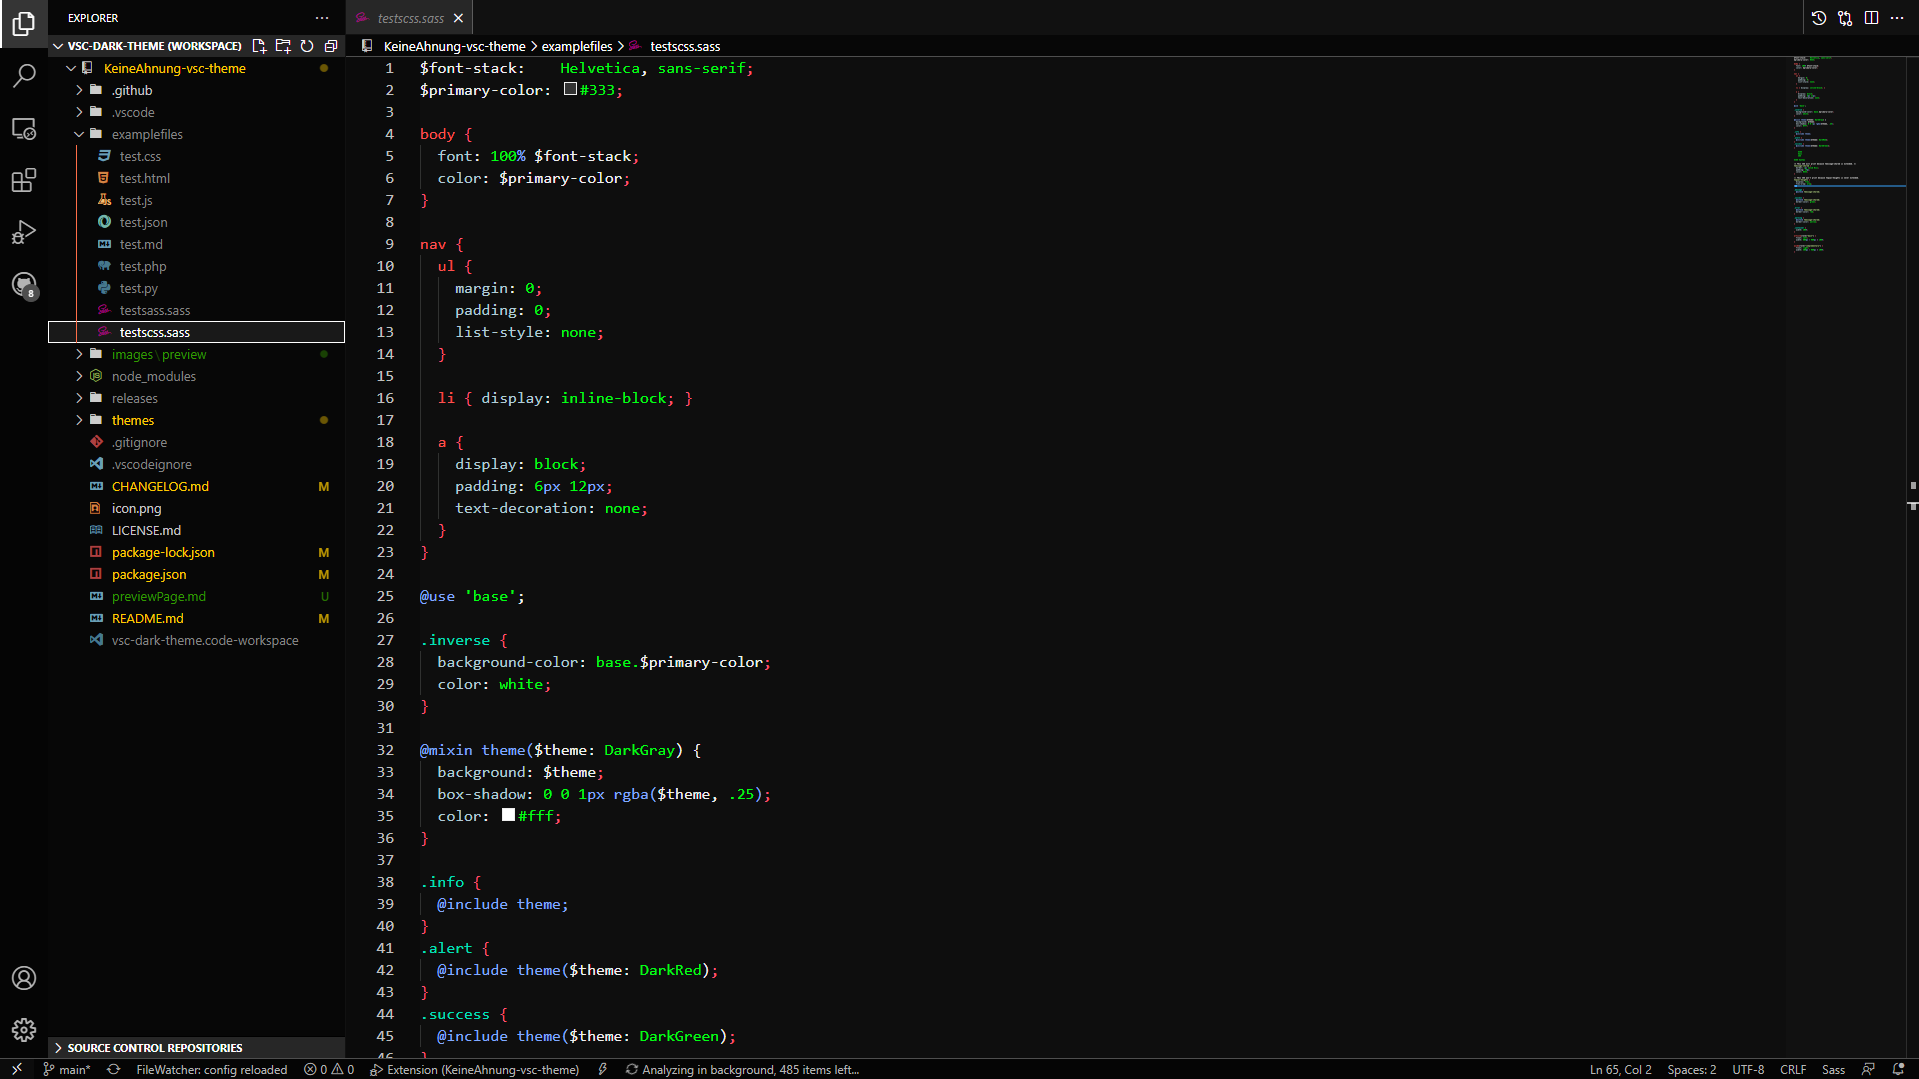 EXPLORER
testscss.sass
VSC-DARK-THEME (WORKSPACE)
KeineAhnung-vsc-theme > examplefiles > testscss.sass
KeineAhnung-vsc-theme
.github
.vscode
examplefiles
test.css
test.html
test.js
test.json
test.md
test.php
test.py
testsass.sass
testscss.sass
images\preview
node_modules
releases
themes
.gitignore
.vscodeignore
CHANGELOG.md M
icon.png
LICENSE.md
package-lock.json M
package.json M
previewPage.md U
README.md M
vsc-dark-theme.code-workspace
SOURCE CONTROL REPOSITORIES
8
1 $font-stack:    Helvetica, sans-serif;
2 $primary-color: #333;
3
4 body {
5   font: 100% $font-stack;
6   color: $primary-color;
7 }
8
9 nav {
10   ul {
11     margin: 0;
12     padding: 0;
13     list-style: none;
14   }
15
16   li { display: inline-block; }
17
18   a {
19     display: block;
20     padding: 6px 12px;
21     text-decoration: none;
22   }
23 }
24
25 @use 'base';
26
27 .inverse {
28   background-color: base.$primary-color;
29   color: white;
30 }
31
32 @mixin theme($theme: DarkGray) {
33   background: $theme;
34   box-shadow: 0 0 1px rgba($theme, .25);
35   color: #fff;
36 }
37
38 .info {
39   @include theme;
40 }
41 .alert {
42   @include theme($theme: DarkRed);
43 }
44 .success {
45   @include theme($theme: DarkGreen);
46 }
main* FileWatcher: config reloaded 0 0 Extension (KeineAhnung-vsc-theme) Analyzing in background, 485 items left... Ln 65, Col 2 Spaces: 2 UTF-8 CRLF Sass